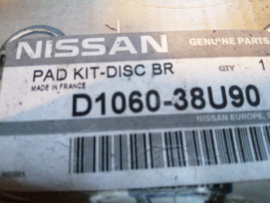 NISSAN GENUINE PARTS
PAD KIT-DISC BR QTY 1
MADE IN FRANCE
D1060-38U90
NISSAN EUROPE, S